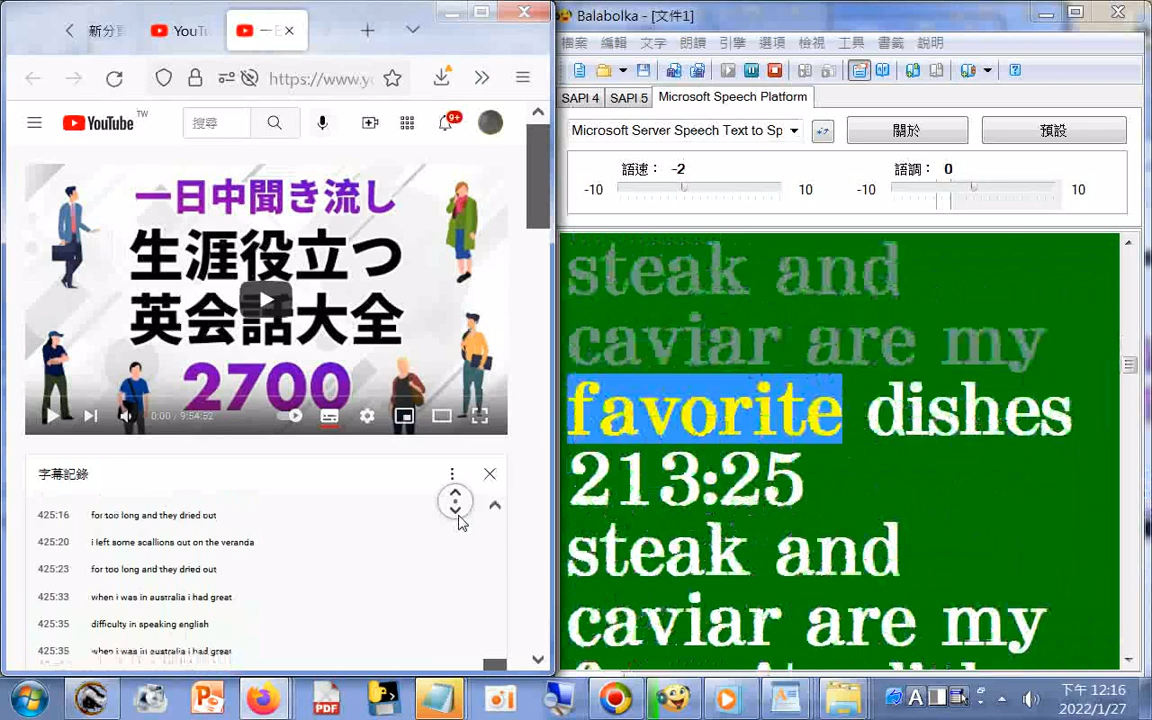 新分
YouTu
一E
https://www.yo
YouTube TW
搜尋
9+
一日中聞き流し
生涯役立つ
英会話大全
2700
0:00 / 9:54:52
字幕記錄
425:16 for too long and they dried out
425:20 i left some scallions out on the veranda
425:23 for too long and they dried out
425:33 when i was in australia i had great
425:35 difficulty in speaking english
425:35 when i was in australia i had great
Balabolka - [文件1]
檔案 編輯 文字 朗讀 引擎 選項 檢視 工具 書籤 說明
SAPI 4 SAPI 5 Microsoft Speech Platform
Microsoft Server Speech Text to Sp
關於 預設
語速： -2 語調： 0
-10 10 -10 10
steak and
caviar are my
favorite dishes
213:25
steak and
caviar are my
PDF
A
下午 12:16
2022/1/27